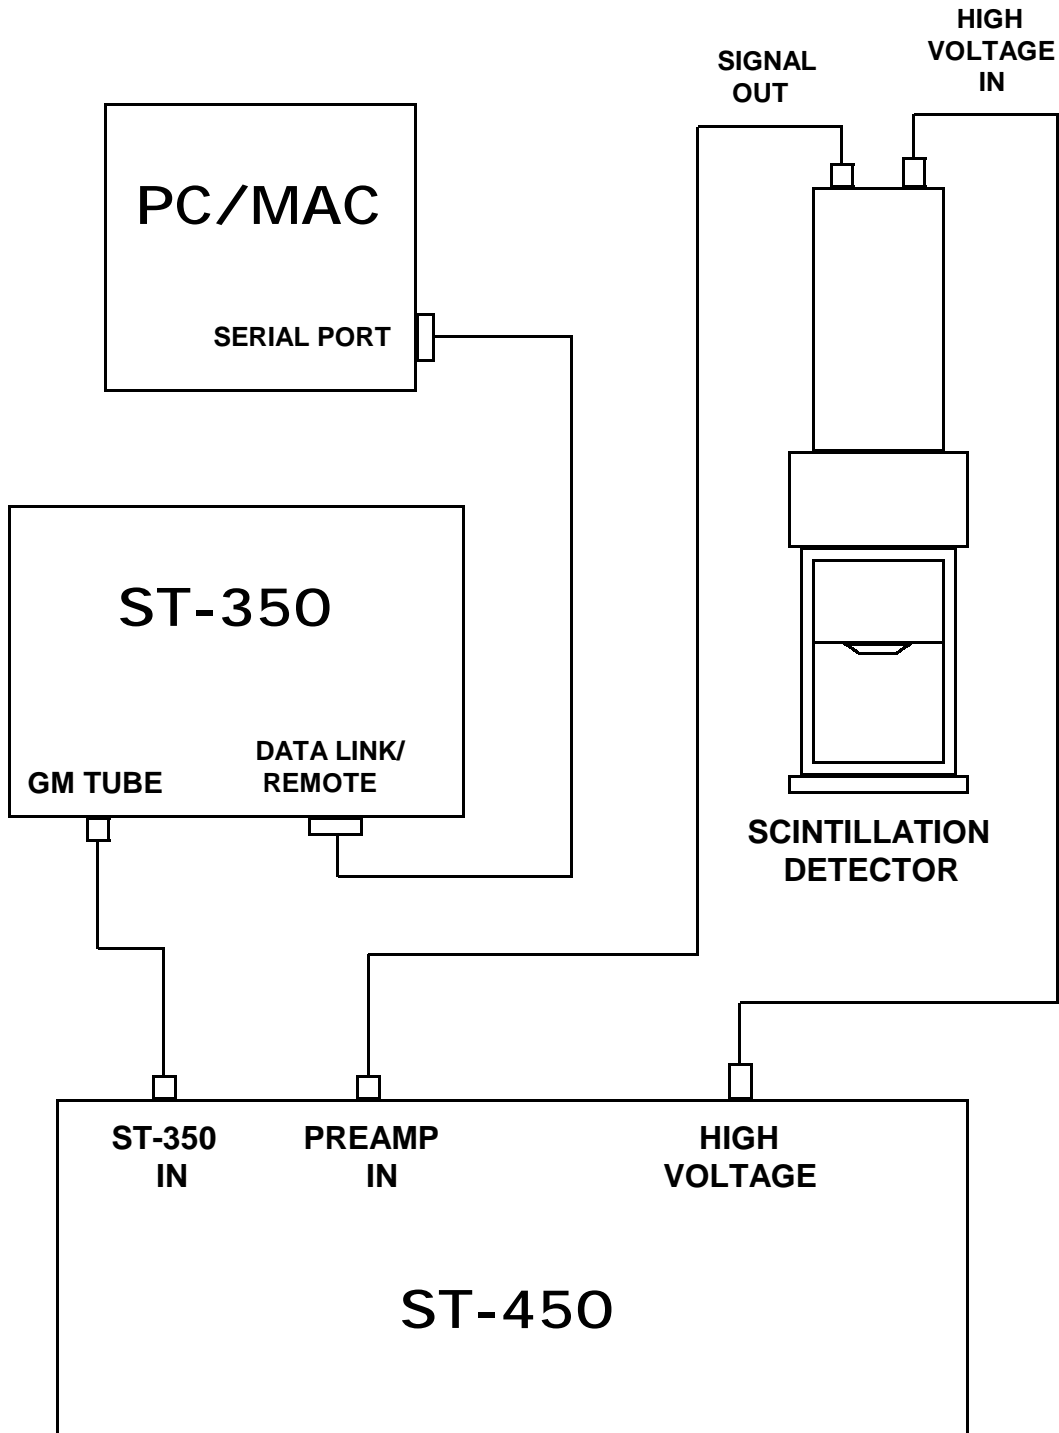 HIGH
VOLTAGE
IN
SIGNAL
OUT
PC/MAC
SERIAL PORT
ST-350
GM TUBE
DATA LINK/
REMOTE
SCINTILLATION
DETECTOR
ST-350
IN
PREAMP
IN
HIGH
VOLTAGE
ST-450